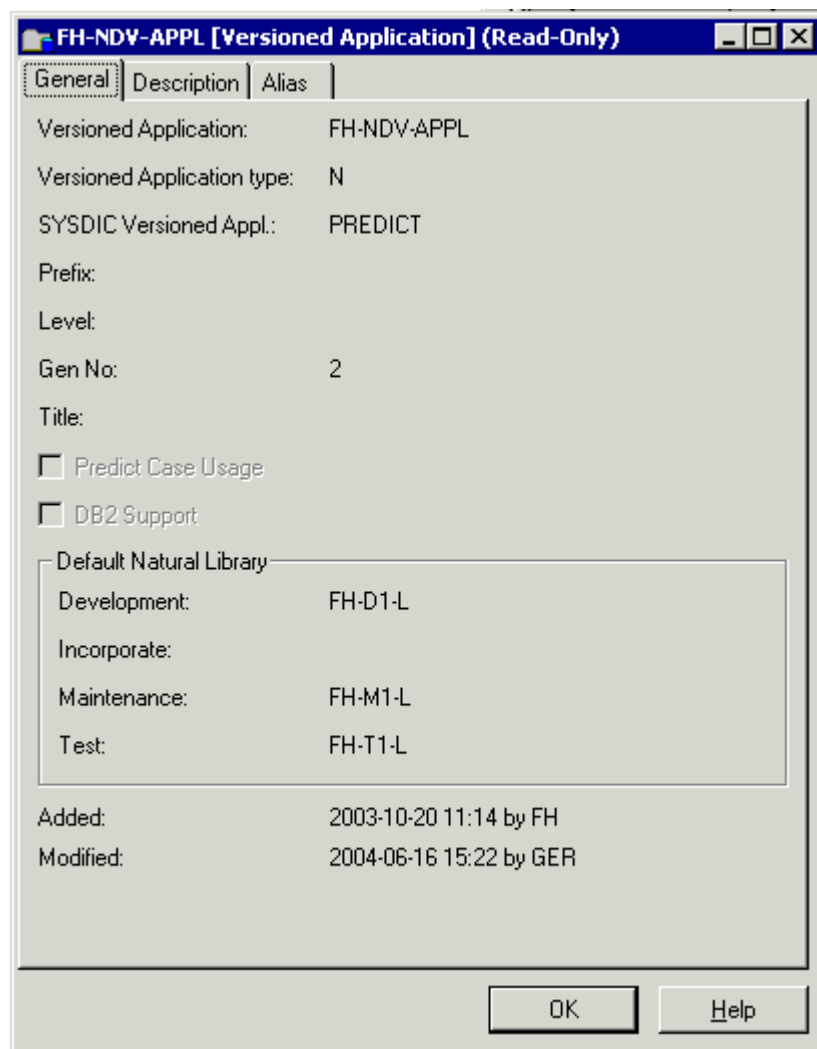 FH-NDV-APPL [Versioned Application] (Read-Only)
General Description Alias
Versioned Application: FH-NDV-APPL
Versioned Application type: N
SYSDIC Versioned Appl.: PREDICT
Prefix:
Level:
Gen No: 2
Title:
Predict Case Usage
DB2 Support
Default Natural Library
Development: FH-D1-L
Incorporate:
Maintenance: FH-M1-L
Test: FH-T1-L
Added: 2003-10-20 11:14 by FH
Modified: 2004-06-16 15:22 by GER
OK Help